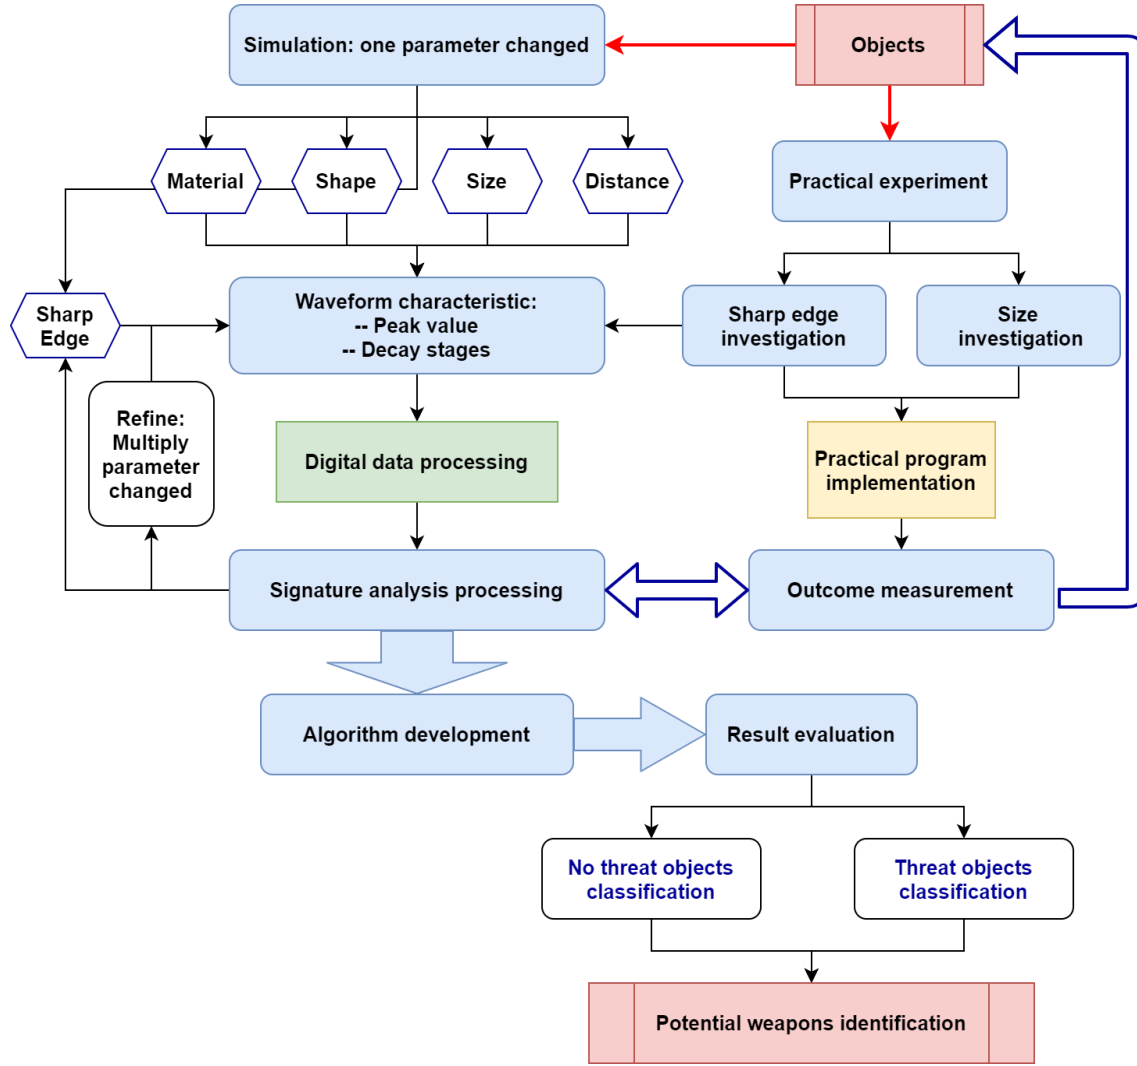 Simulation: one parameter changed
Objects
Material
Shape
Size
Distance
Practical experiment
Sharp
Edge
Waveform characteristic:
-- Peak value
-- Decay stages
Sharp edge
investigation
Size
investigation
Refine:
Multiply
parameter
changed
Digital data processing
Practical program
implementation
Signature analysis processing
Outcome measurement
Algorithm development
Result evaluation
No threat objects
classification
Threat objects
classification
Potential weapons identification